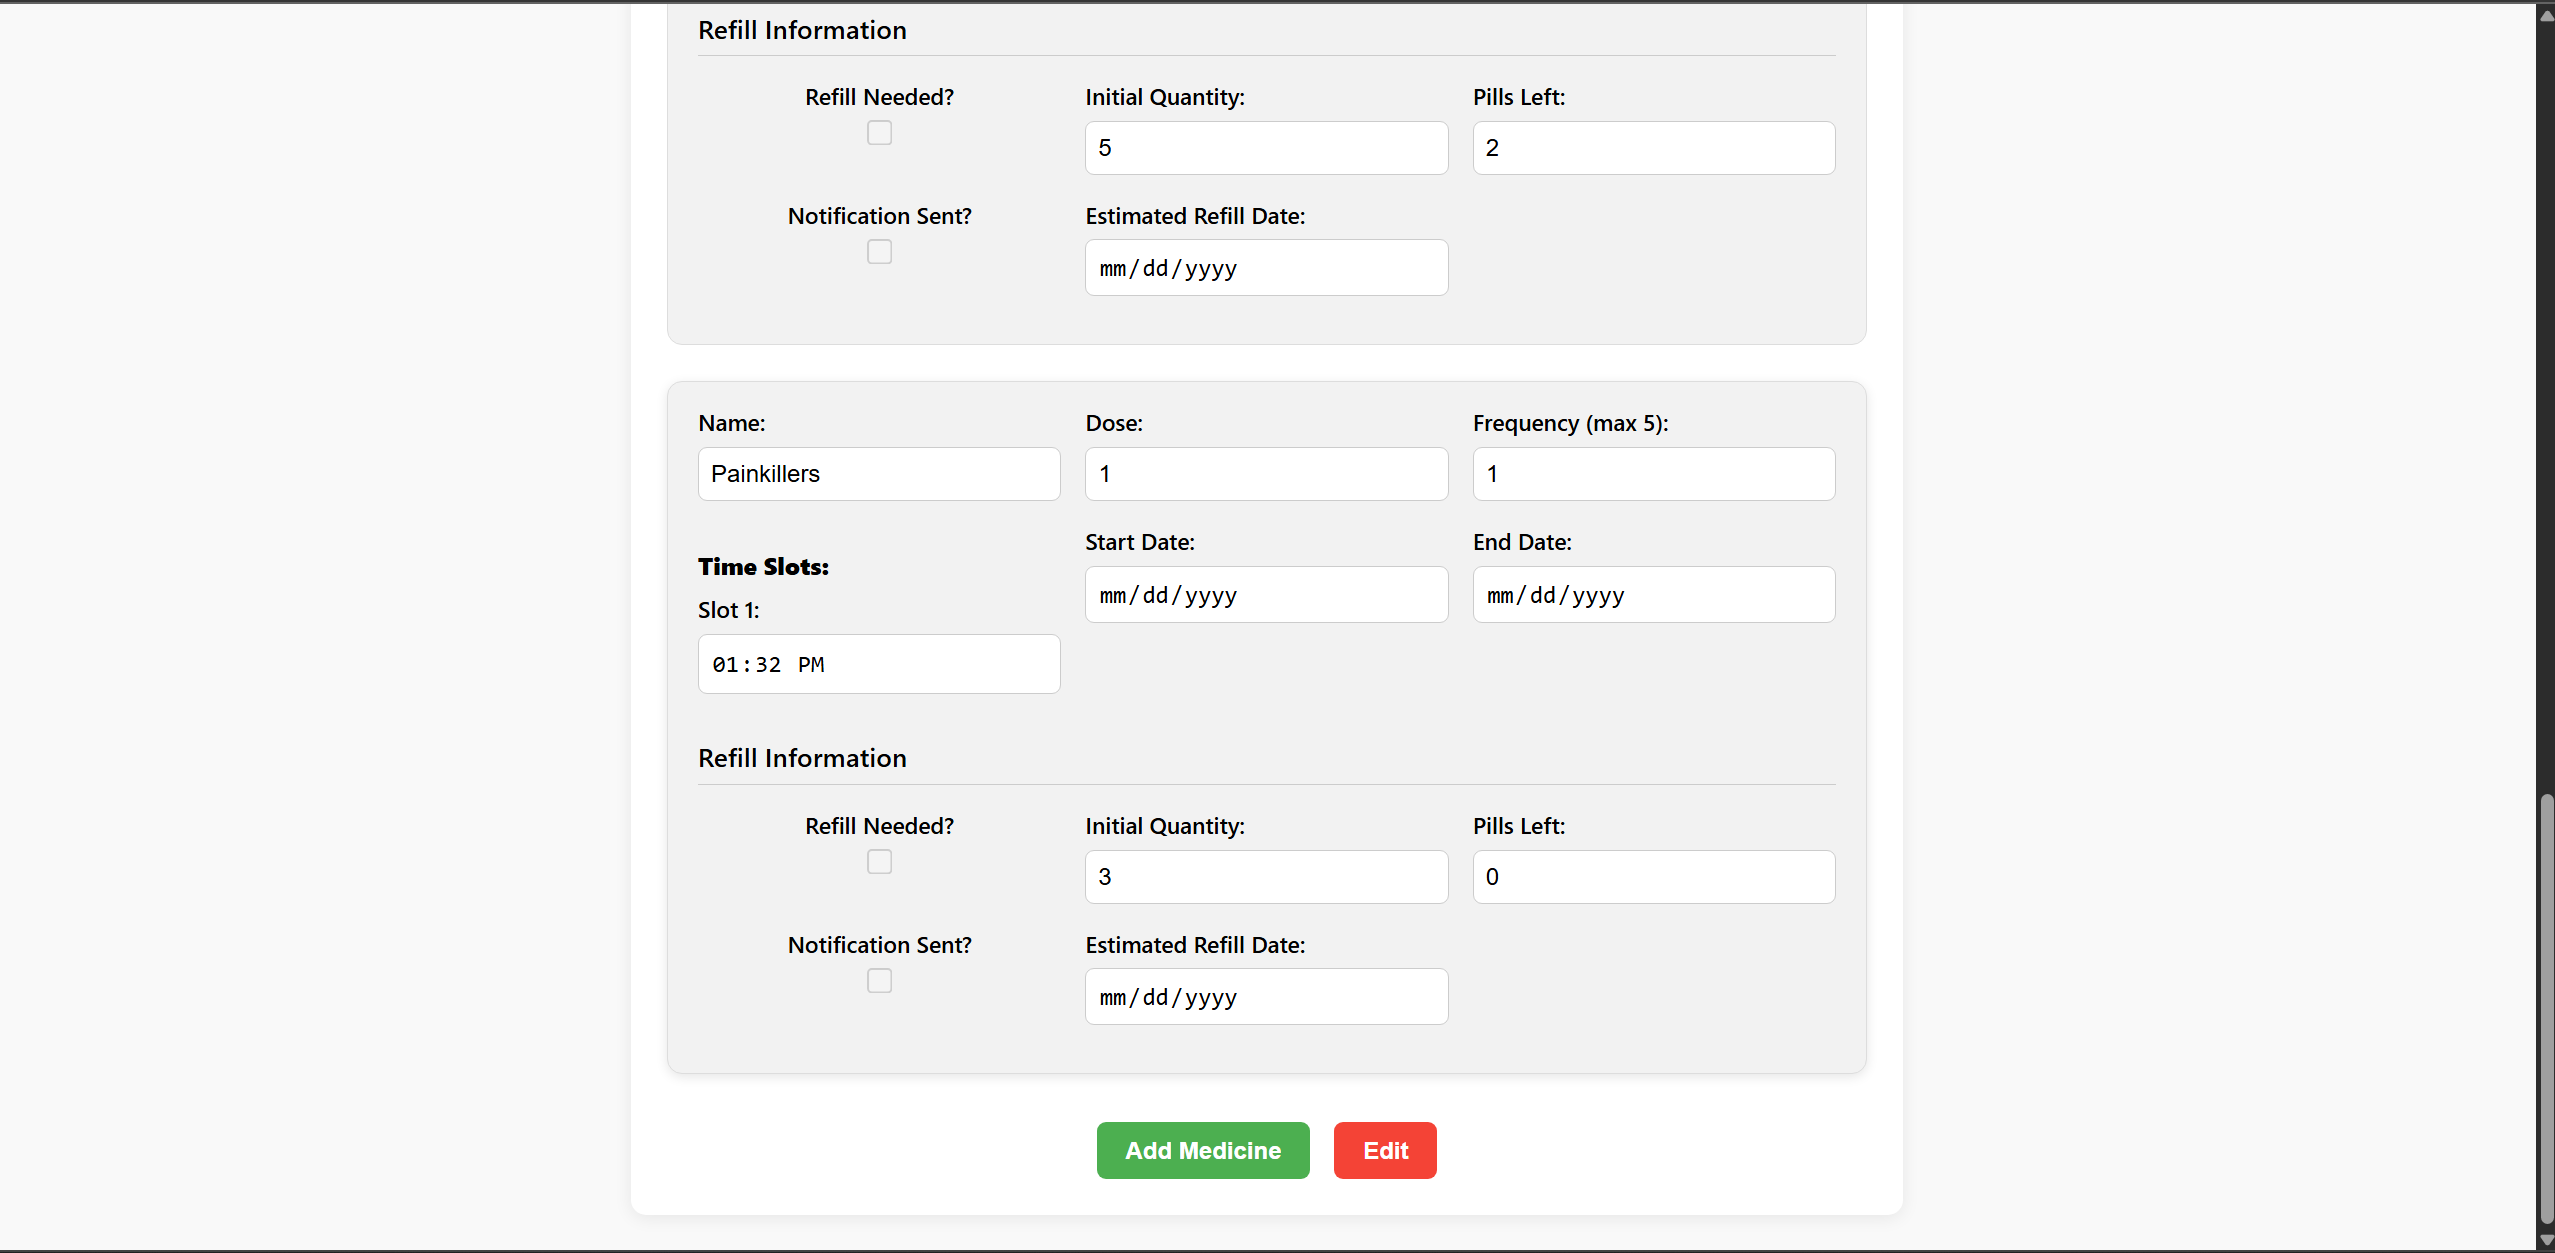 Refill Information
Refill Needed? Initial Quantity: Pills Left:
5 2
Notification Sent? Estimated Refill Date:
mm/dd/yyyy
Name: Dose: Frequency (max 5):
Painkillers 1 1
Start Date: End Date:
Time Slots:
mm/dd/yyyy mm/dd/yyyy
Slot 1:
01:32 PM
Refill Information
Refill Needed? Initial Quantity: Pills Left:
3 0
Notification Sent? Estimated Refill Date:
mm/dd/yyyy
Add Medicine Edit